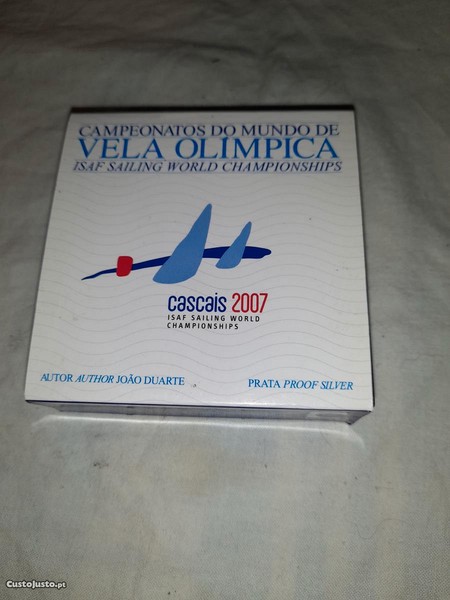 CAMPEONATOS DO MUNDO DE
VELA OLÍMPICA
ISAF SAILING WORLD CHAMPIONSHIPS
cascais 2007
ISAF SAILING WORLD
CHAMPIONSHIPS
AUTOR AUTHOR JOÃO DUARTE
PRATA PROOF SILVER
CustoJusto.pt